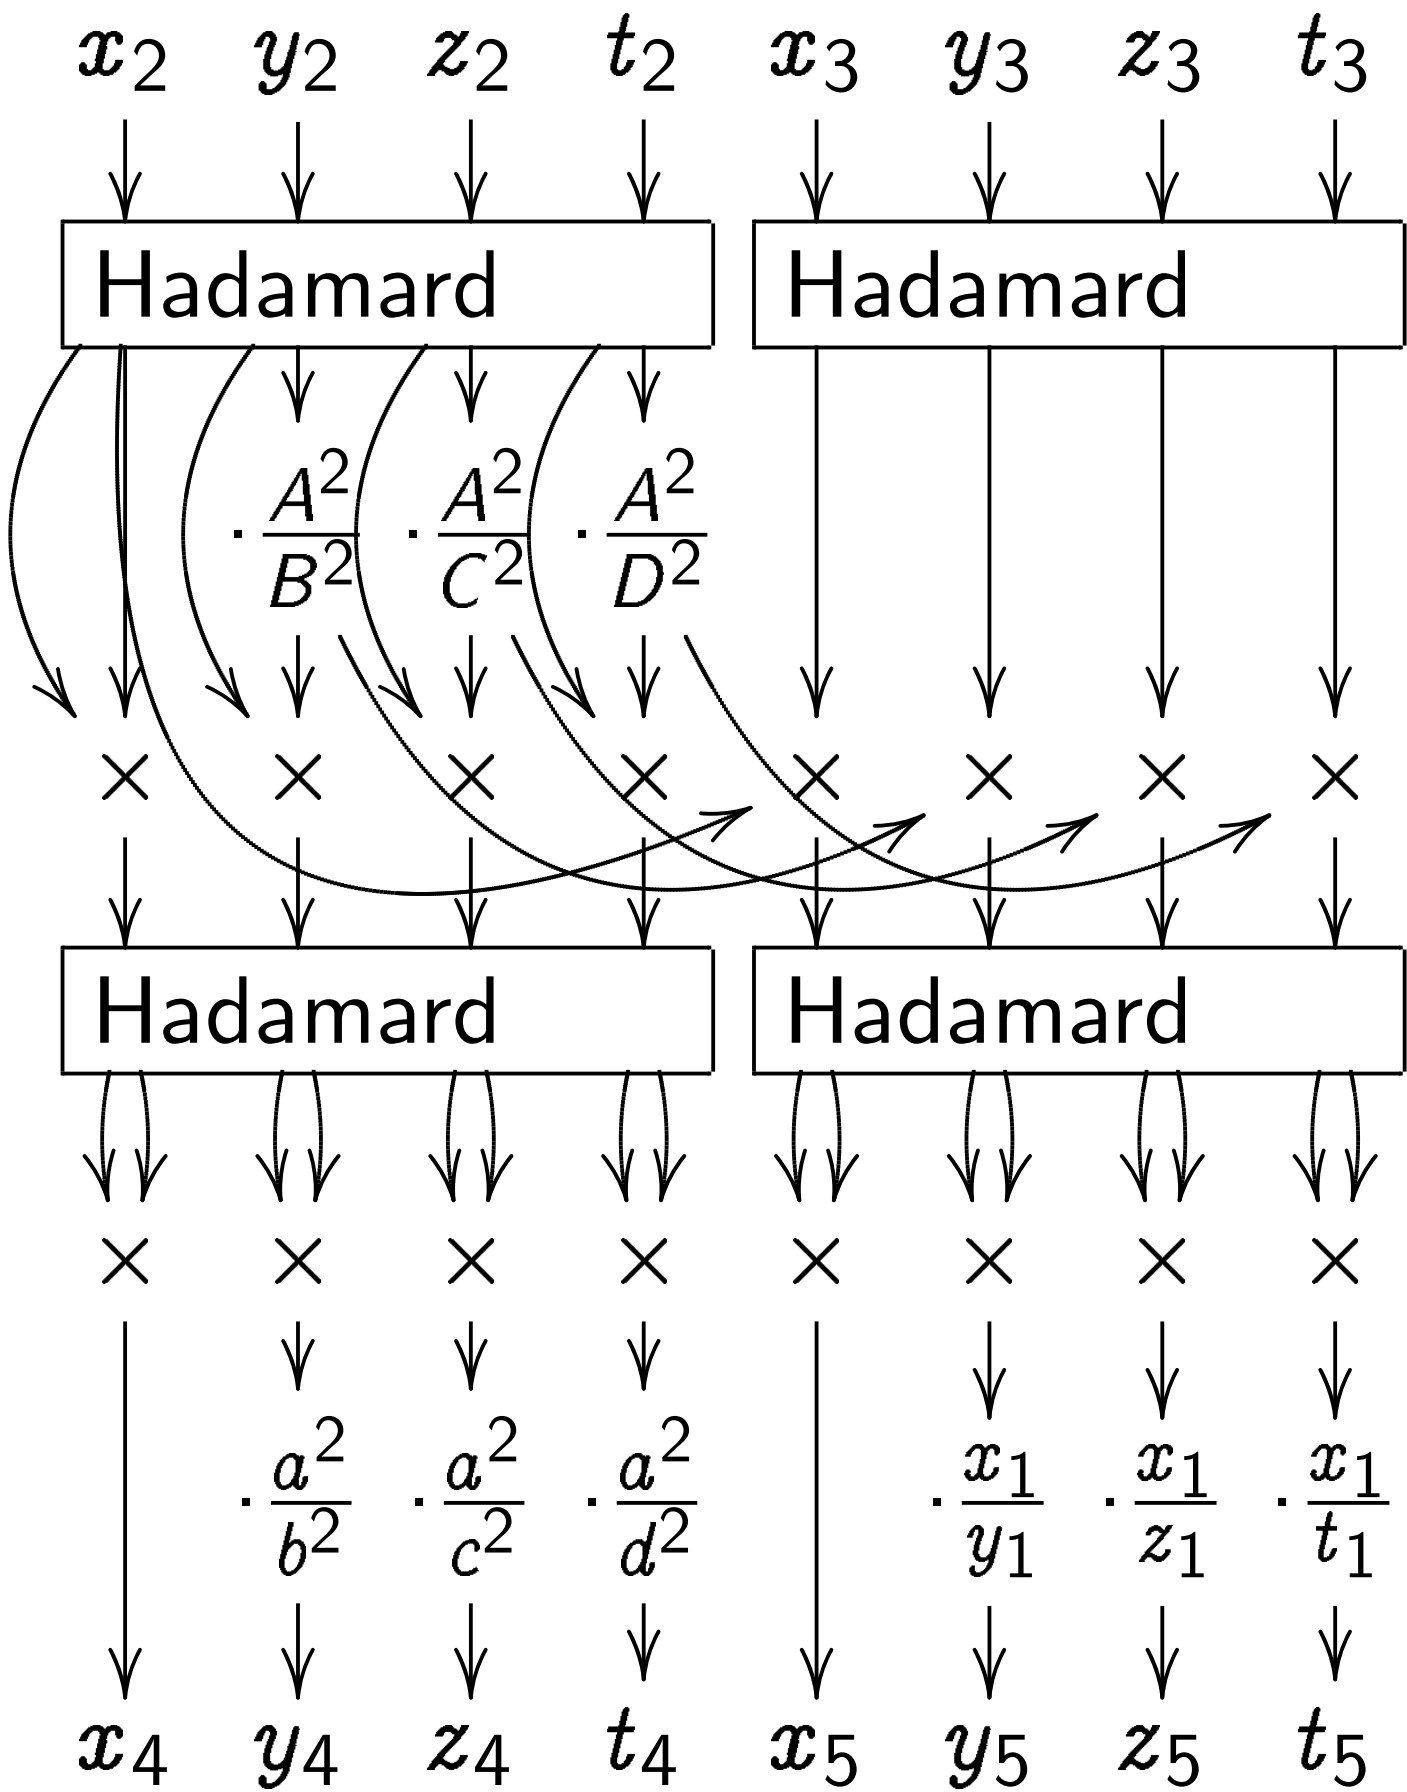 x₂ y₂ z₂ t₂ x₃ y₃ z₃ t₃
Hadamard Hadamard
· A²/B² · A²/C² · A²/D²
× × × × × × × ×
Hadamard Hadamard
× × × × × × × ×
· a²/b² · a²/c² · a²/d² · x₁/y₁ · x₁/z₁ · x₁/t₁
x₄ y₄ z₄ t₄ x₅ y₅ z₅ t₅